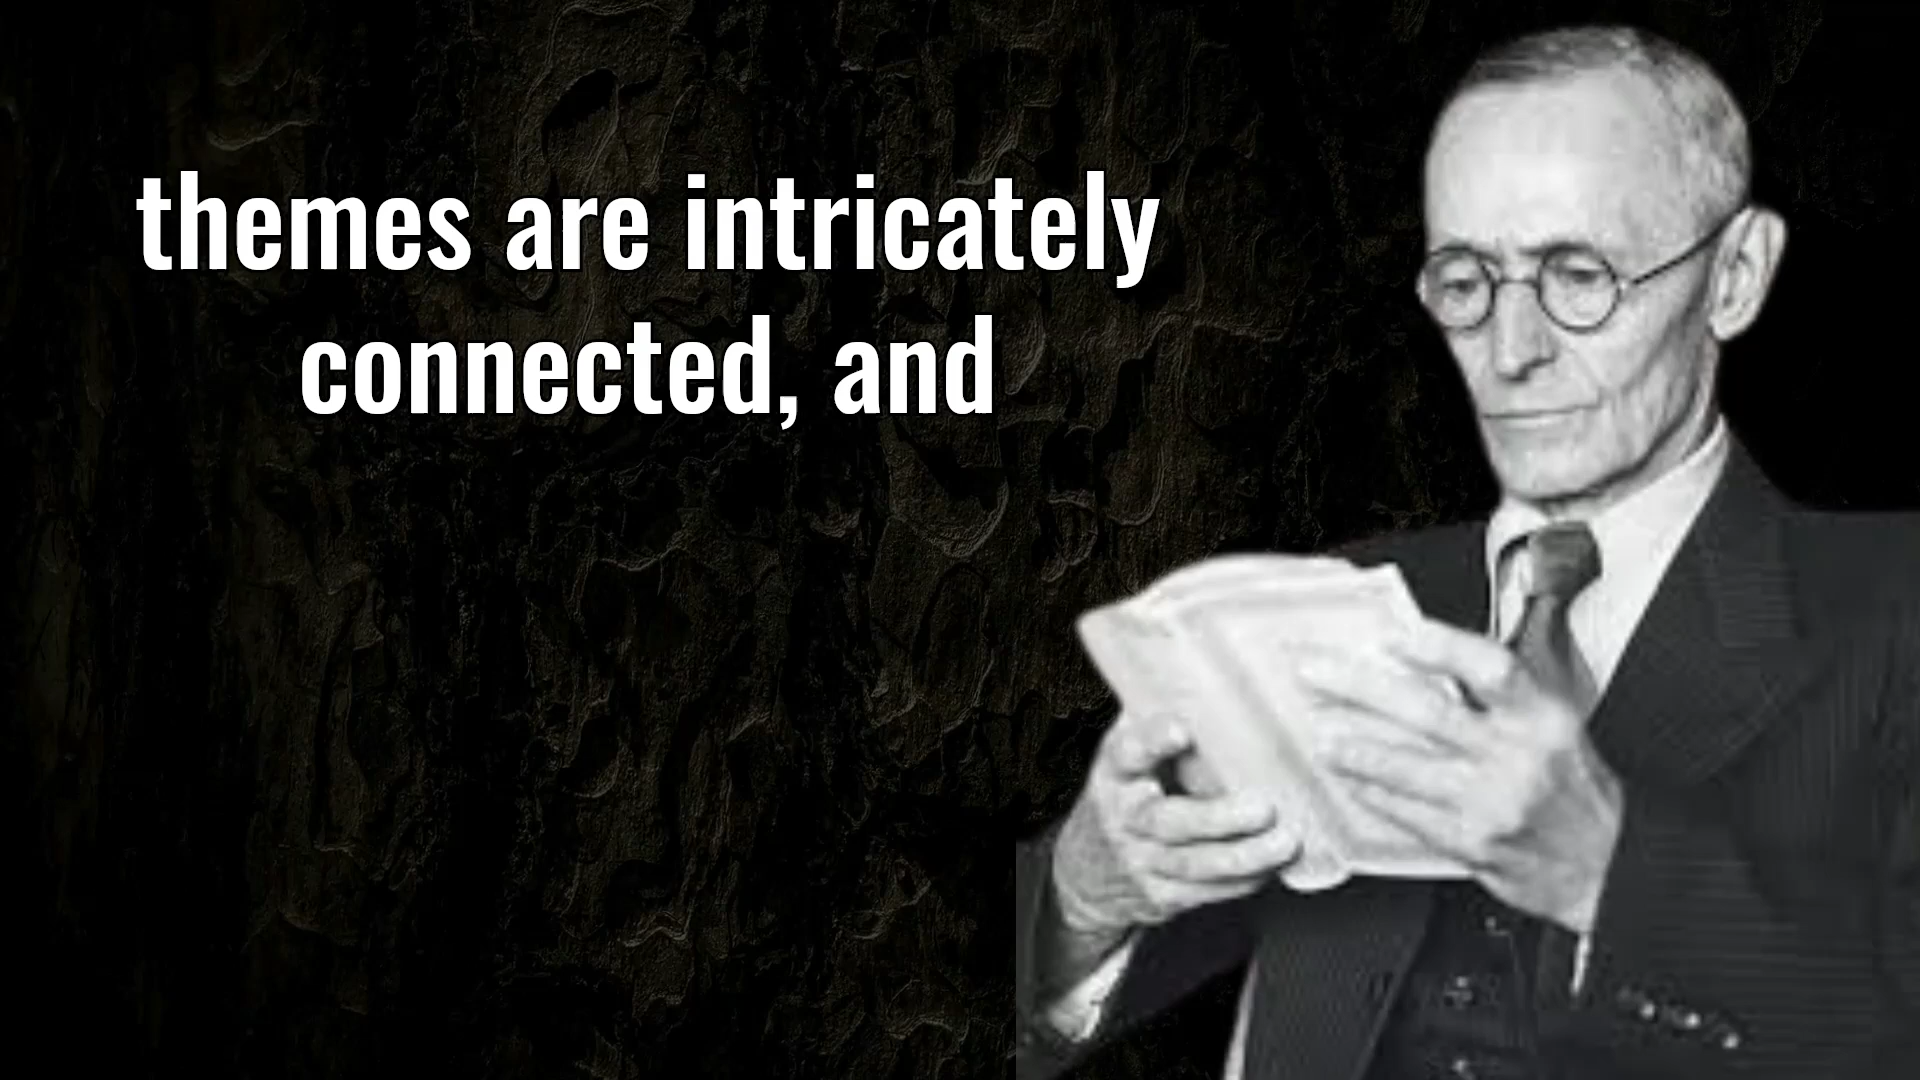 themes are intricately
connected, and